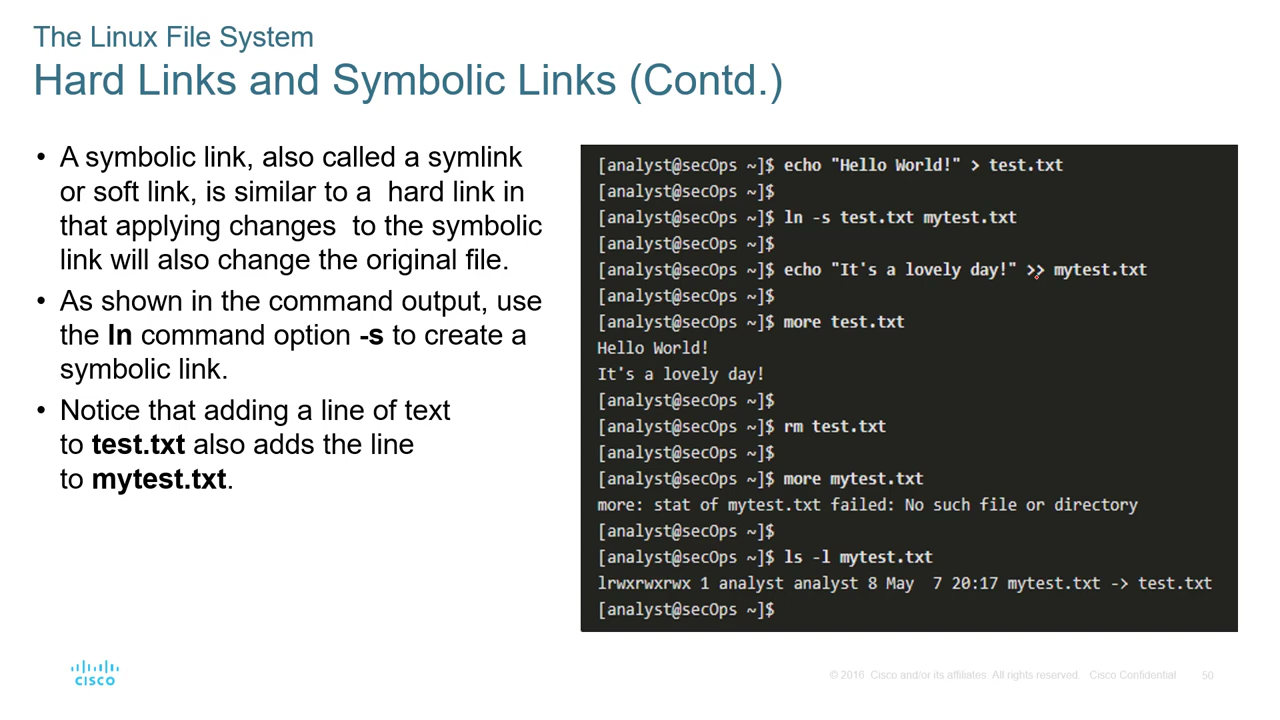 The Linux File System
Hard Links and Symbolic Links (Contd.)
• A symbolic link, also called a symlink
or soft link, is similar to a hard link in
that applying changes to the symbolic
link will also change the original file.
• As shown in the command output, use
the ln command option -s to create a
symbolic link.
• Notice that adding a line of text
to test.txt also adds the line
to mytest.txt.
[analyst@secOps ~]$ echo "Hello World!" > test.txt
[analyst@secOps ~]$
[analyst@secOps ~]$ ln -s test.txt mytest.txt
[analyst@secOps ~]$
[analyst@secOps ~]$ echo "It's a lovely day!" >> mytest.txt
[analyst@secOps ~]$
[analyst@secOps ~]$ more test.txt
Hello World!
It's a lovely day!
[analyst@secOps ~]$
[analyst@secOps ~]$ rm test.txt
[analyst@secOps ~]$
[analyst@secOps ~]$ more mytest.txt
more: stat of mytest.txt failed: No such file or directory
[analyst@secOps ~]$
[analyst@secOps ~]$ ls -l mytest.txt
lrwxrwxrwx 1 analyst analyst 8 May  7 20:17 mytest.txt -> test.txt
[analyst@secOps ~]$
CISCO
© 2016 Cisco and/or its affiliates. All rights reserved. Cisco Confidential 50